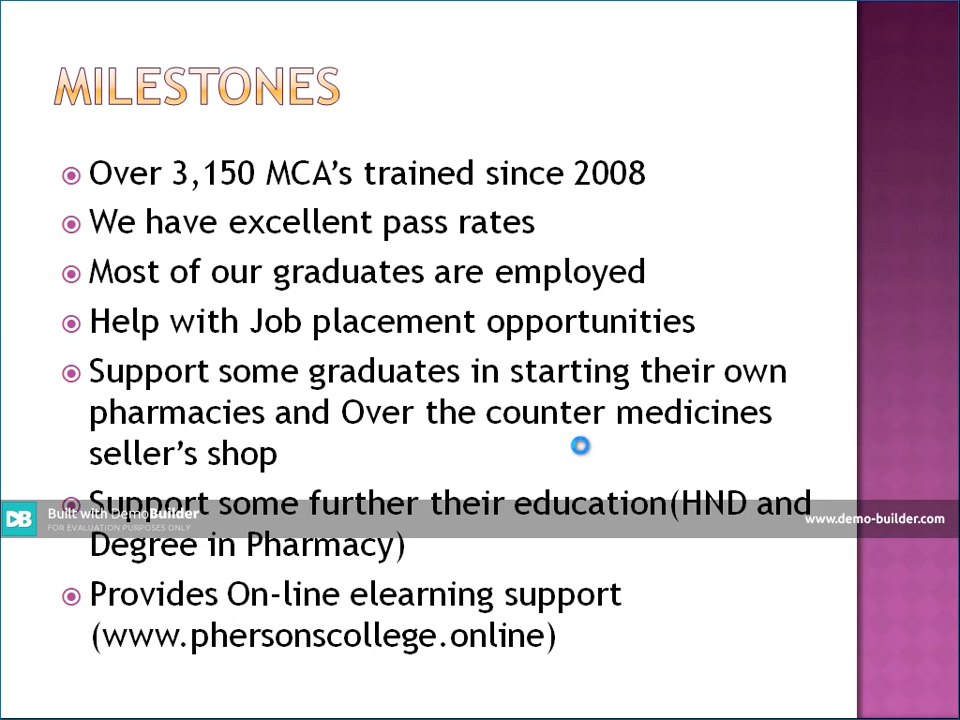 MILESTONES
Over 3,150 MCA’s trained since 2008
We have excellent pass rates
Most of our graduates are employed
Help with Job placement opportunities
Support some graduates in starting their own
pharmacies and Over the counter medicines
seller’s shop
Support some further their education(HND and
DB Built with DemoBuilder
FOR EVALUATION PURPOSES ONLY
www.demo-builder.com
Degree in Pharmacy)
Provides On-line elearning support
(www.phersonscollege.online)